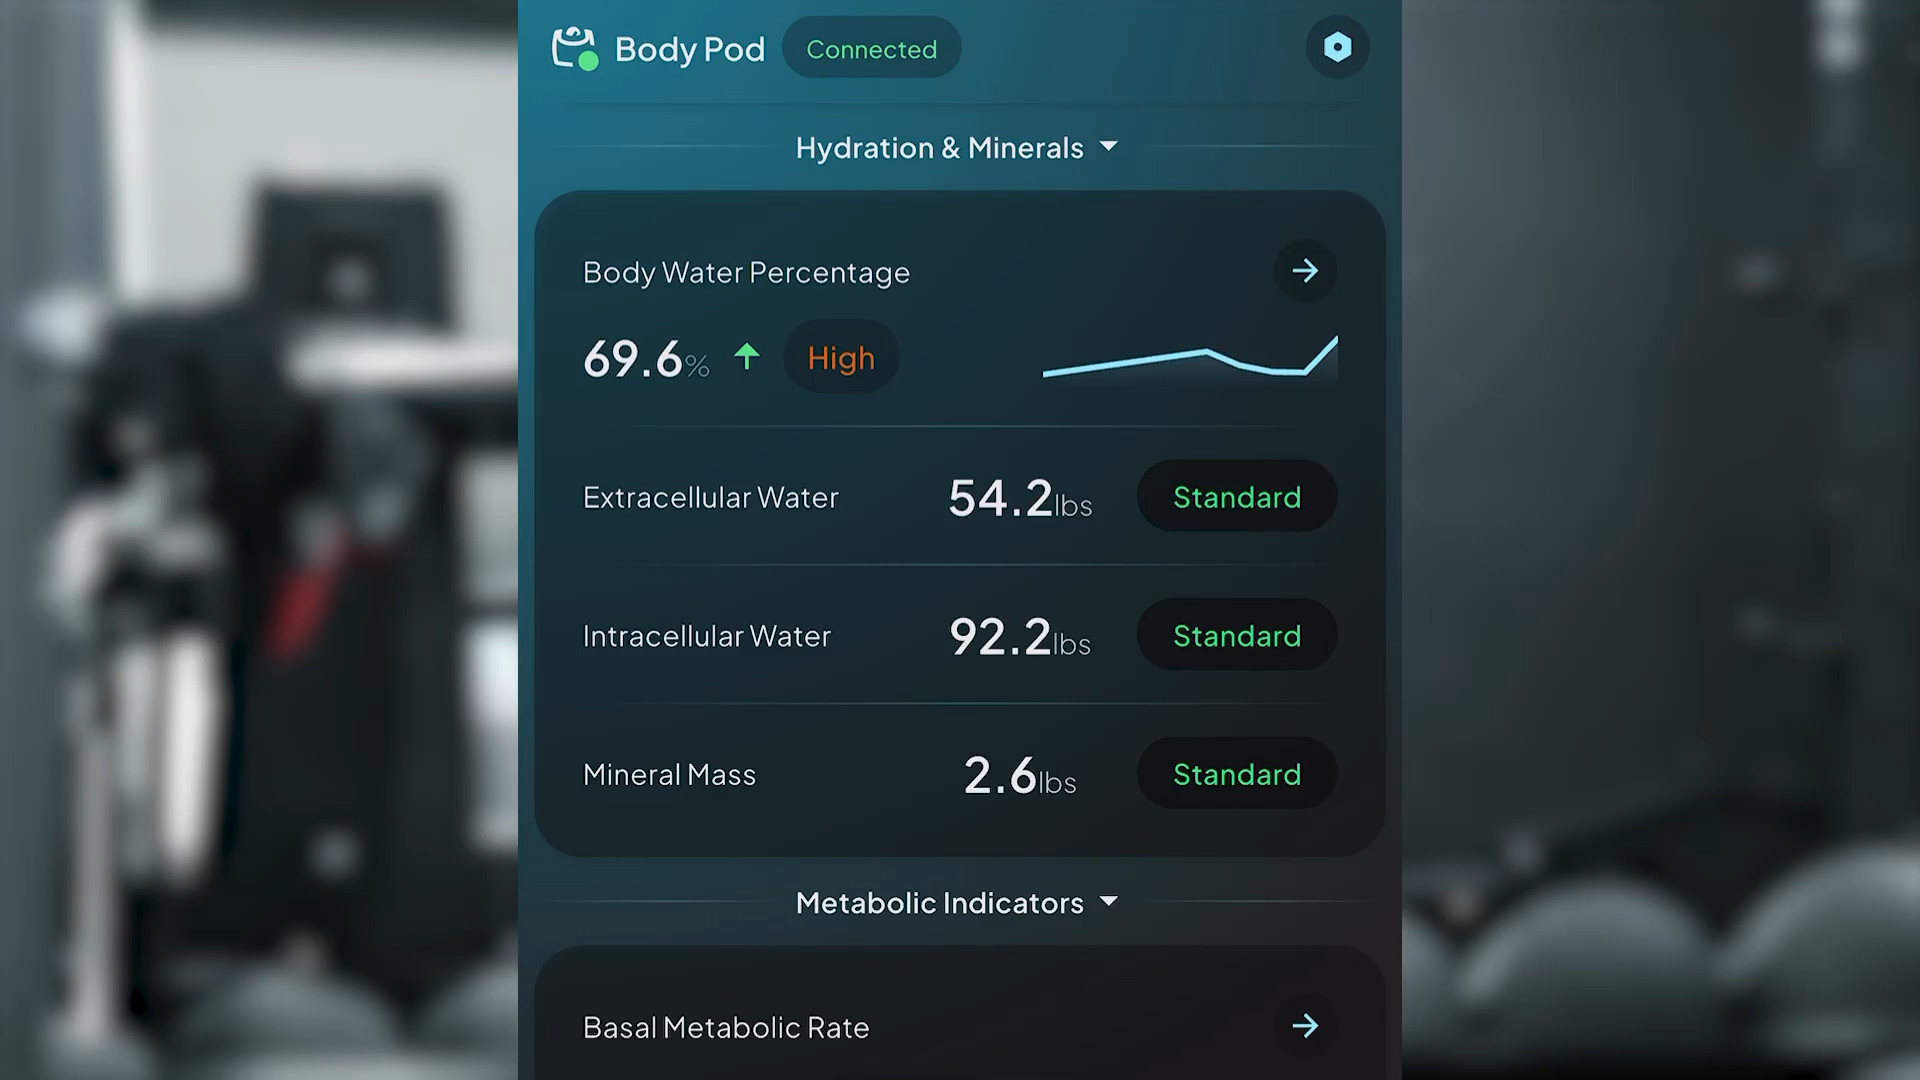 Body Pod Connected
Hydration & Minerals
Body Water Percentage
69.6% High
Extracellular Water 54.2lbs Standard
Intracellular Water 92.2lbs Standard
Mineral Mass 2.6lbs Standard
Metabolic Indicators
Basal Metabolic Rate